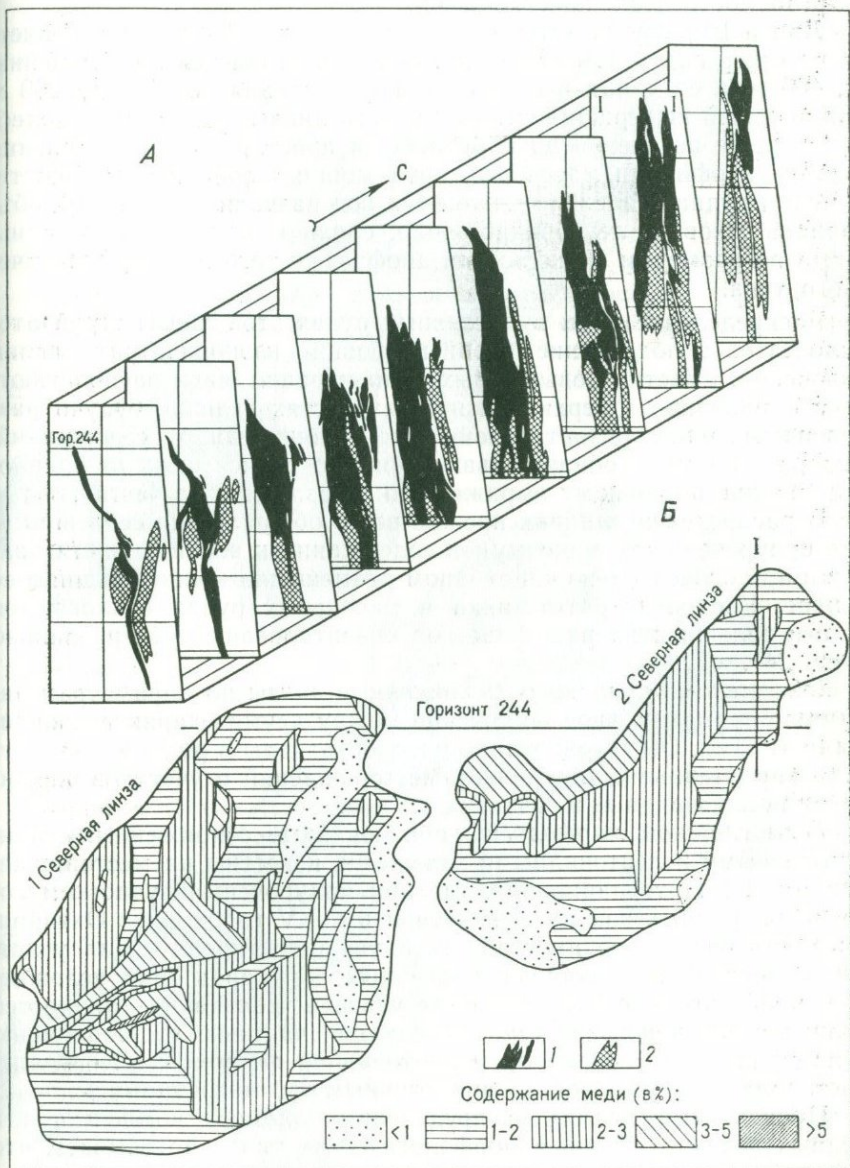 I
I I
А
С
Гор.244
Б
I
2 Северная линза
Горизонт 244
1 Северная линза
1 2
Содержание меди (в%):
<1 1-2 2-3 3-5 >5